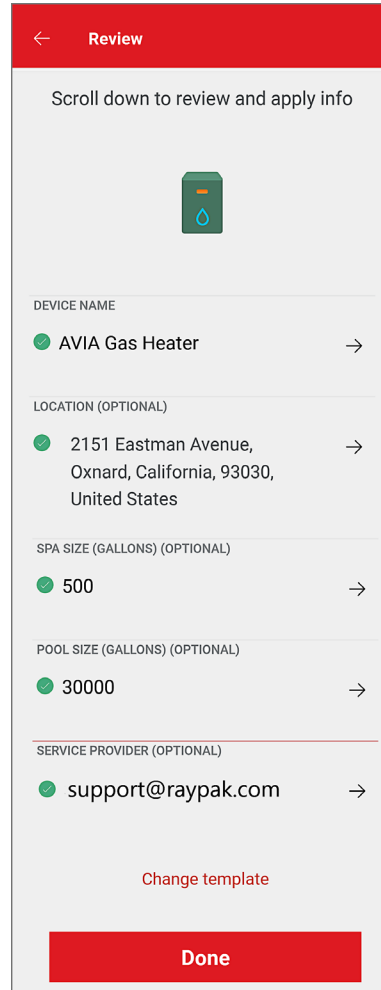 Review
Scroll down to review and apply info
DEVICE NAME
AVIA Gas Heater
LOCATION (OPTIONAL)
2151 Eastman Avenue,
Oxnard, California, 93030,
United States
SPA SIZE (GALLONS) (OPTIONAL)
500
POOL SIZE (GALLONS) (OPTIONAL)
30000
SERVICE PROVIDER (OPTIONAL)
support@raypak.com
Change template
Done